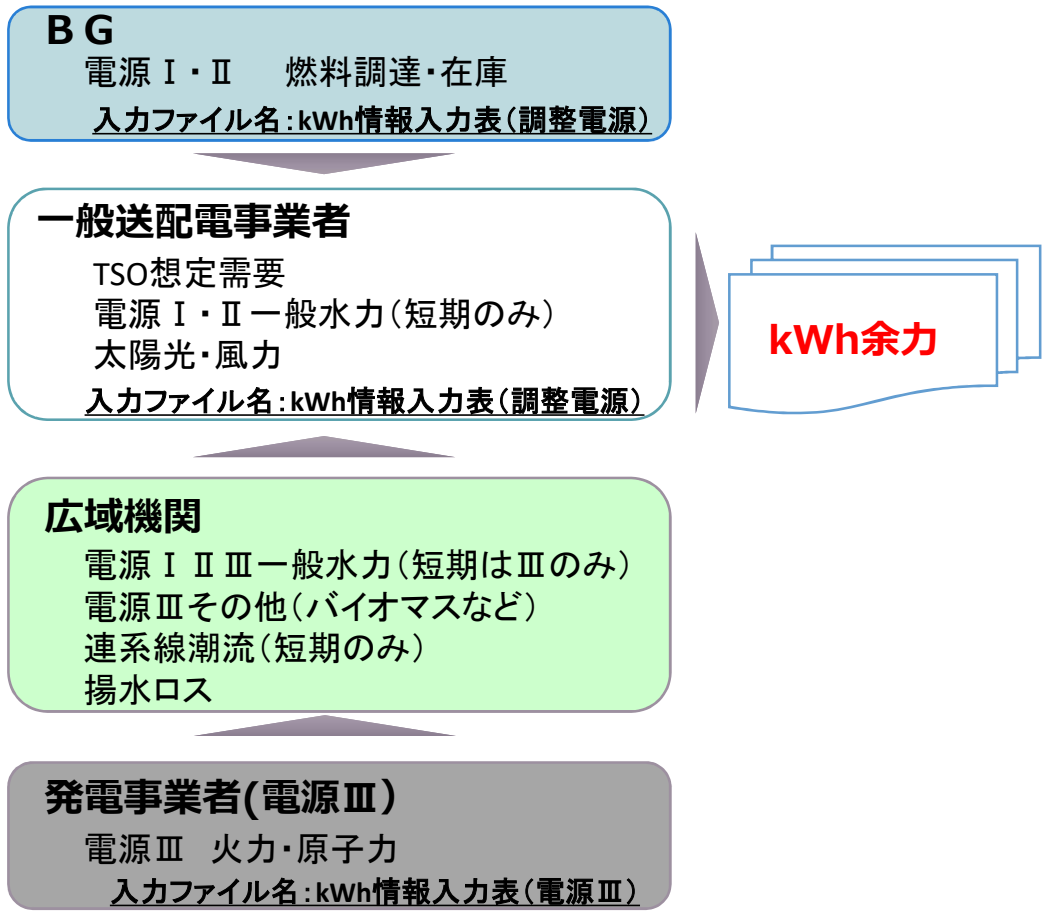 ＢＧ
電源Ⅰ・Ⅱ　燃料調達・在庫
入力ファイル名：kWh情報入力表（調整電源）
一般送配電事業者
TSO想定需要
電源Ⅰ・Ⅱ一般水力（短期のみ）
太陽光・風力
入力ファイル名：kWh情報入力表（調整電源）
kWh余力
広域機関
電源ⅠⅡⅢ一般水力（短期はⅢのみ）
電源Ⅲその他（バイオマスなど）
連系線潮流（短期のみ）
揚水ロス
発電事業者(電源Ⅲ）
電源Ⅲ　火力・原子力
入力ファイル名：kWh情報入力表（電源Ⅲ）